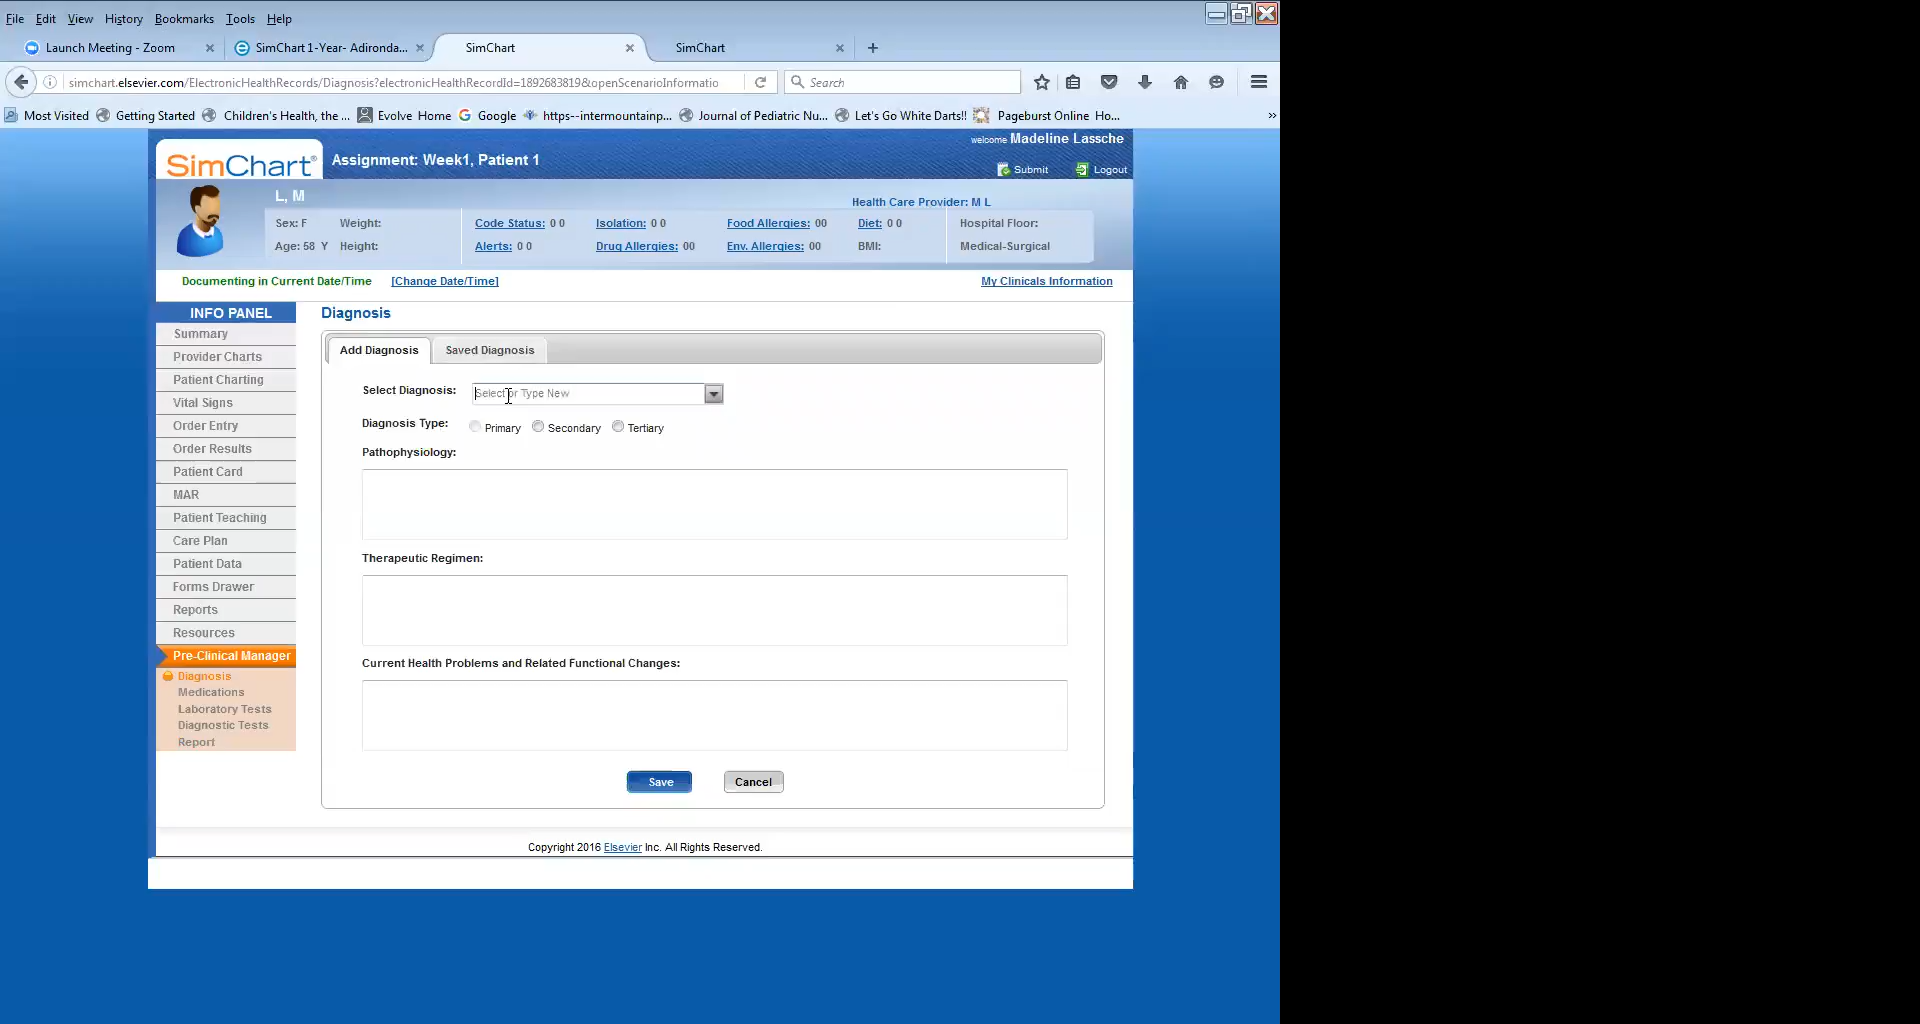 File Edit View History Bookmarks Tools Help
Launch Meeting - Zoom SimChart 1-Year- Adironda... SimChart SimChart
simchart.elsevier.com/ElectronicHealthRecords/Diagnosis?electronicHealthRecordId=1892683819&openScenarioInformatio Search
Most Visited Getting Started Children's Health, the ... Evolve Home Google https--intermountainp... Journal of Pediatric Nu... Let's Go White Darts!! Pageburst Online Ho... »
welcome Madeline Lassche
SimChart® Assignment: Week1, Patient 1
Submit Logout
L, M
Health Care Provider: M L
Sex: F Weight: Code Status: 0 0 Isolation: 0 0 Food Allergies: 00 Diet: 0 0 Hospital Floor:
Age: 58 Y Height: Alerts: 0 0 Drug Allergies: 00 Env. Allergies: 00 BMI: Medical-Surgical
Documenting in Current Date/Time [Change Date/Time] My Clinicals Information
INFO PANEL
Summary
Provider Charts
Patient Charting
Vital Signs
Order Entry
Order Results
Patient Card
MAR
Patient Teaching
Care Plan
Patient Data
Forms Drawer
Reports
Resources
Pre-Clinical Manager
Diagnosis
Medications
Laboratory Tests
Diagnostic Tests
Report
Diagnosis
Add Diagnosis Saved Diagnosis
Select Diagnosis: Select or Type New
Diagnosis Type: Primary Secondary Tertiary
Pathophysiology:
Therapeutic Regimen:
Current Health Problems and Related Functional Changes:
Save Cancel
Copyright 2016 Elsevier Inc. All Rights Reserved.